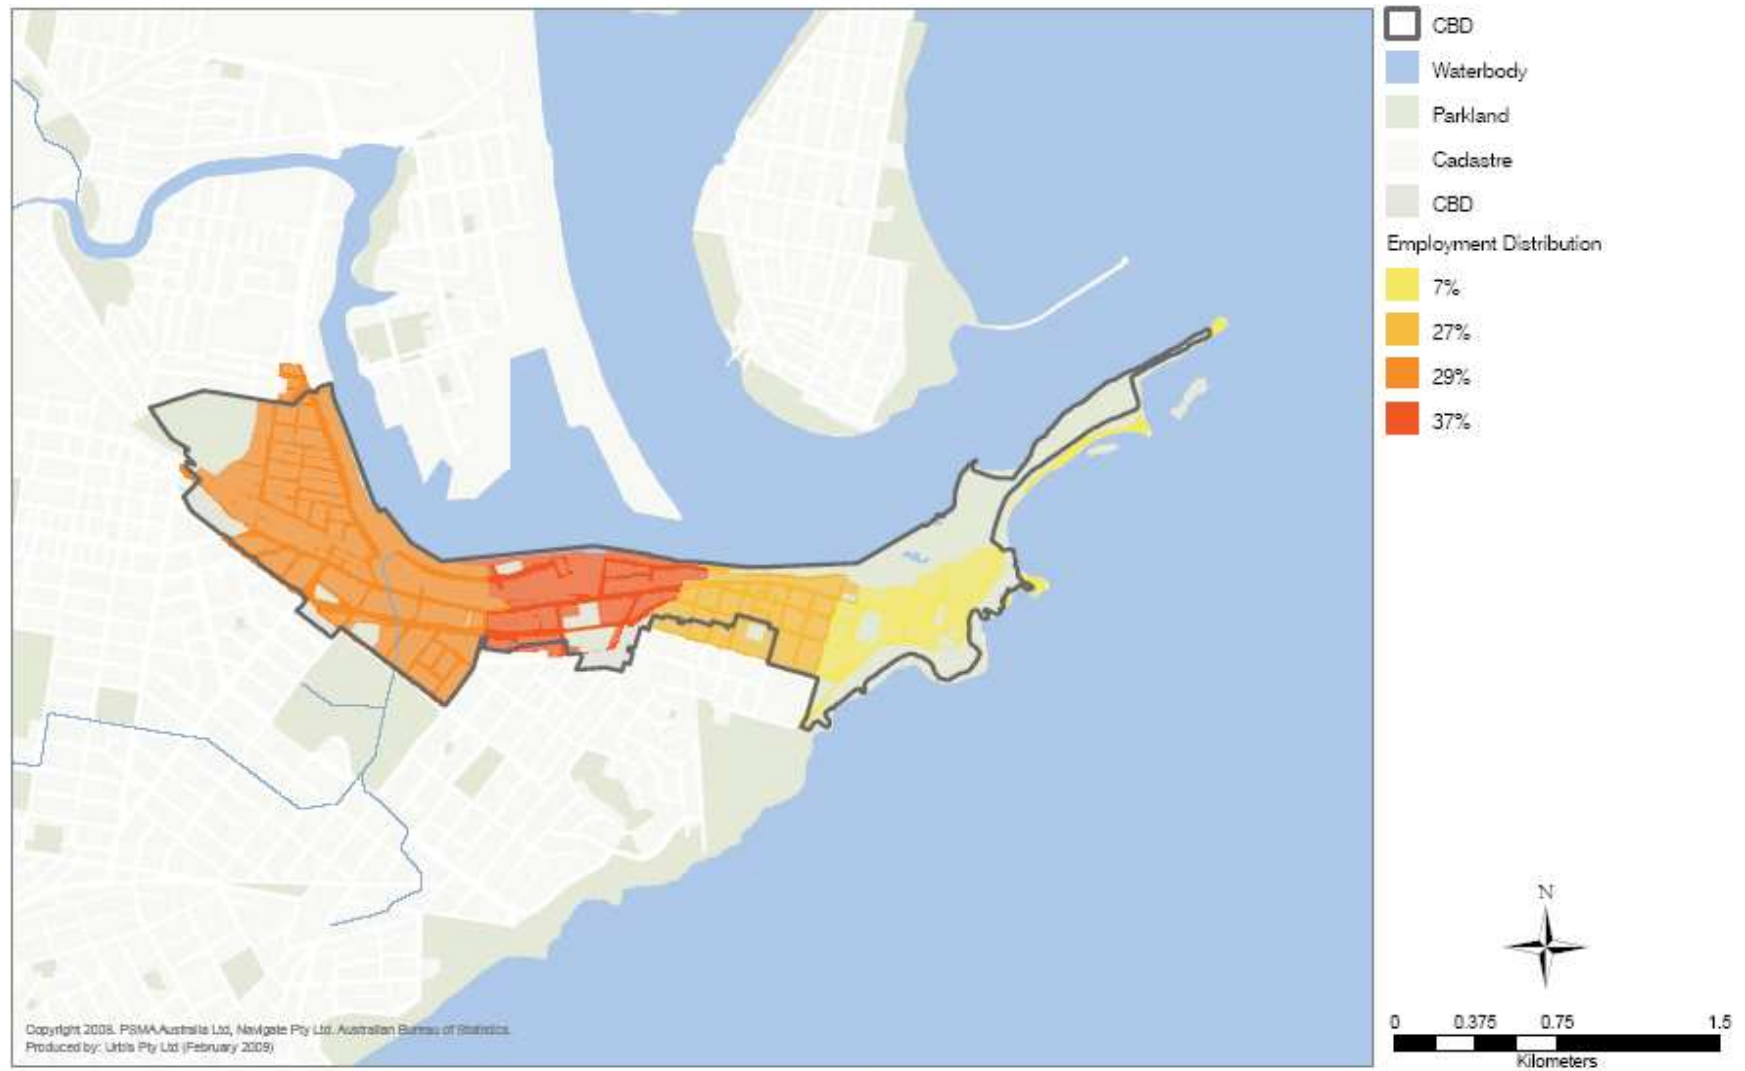 CBD
Waterbody
Parkland
Cadastre
CBD
Employment Distribution
7%
27%
29%
37%
N
0 0.375 0.75 1.5
Kilometers
Copyright 2008. PSMA Australia Ltd, Navigate Pty Ltd. Australian Bureau of Statistics.
Produced by: Urbis Pty Ltd (February 2009)